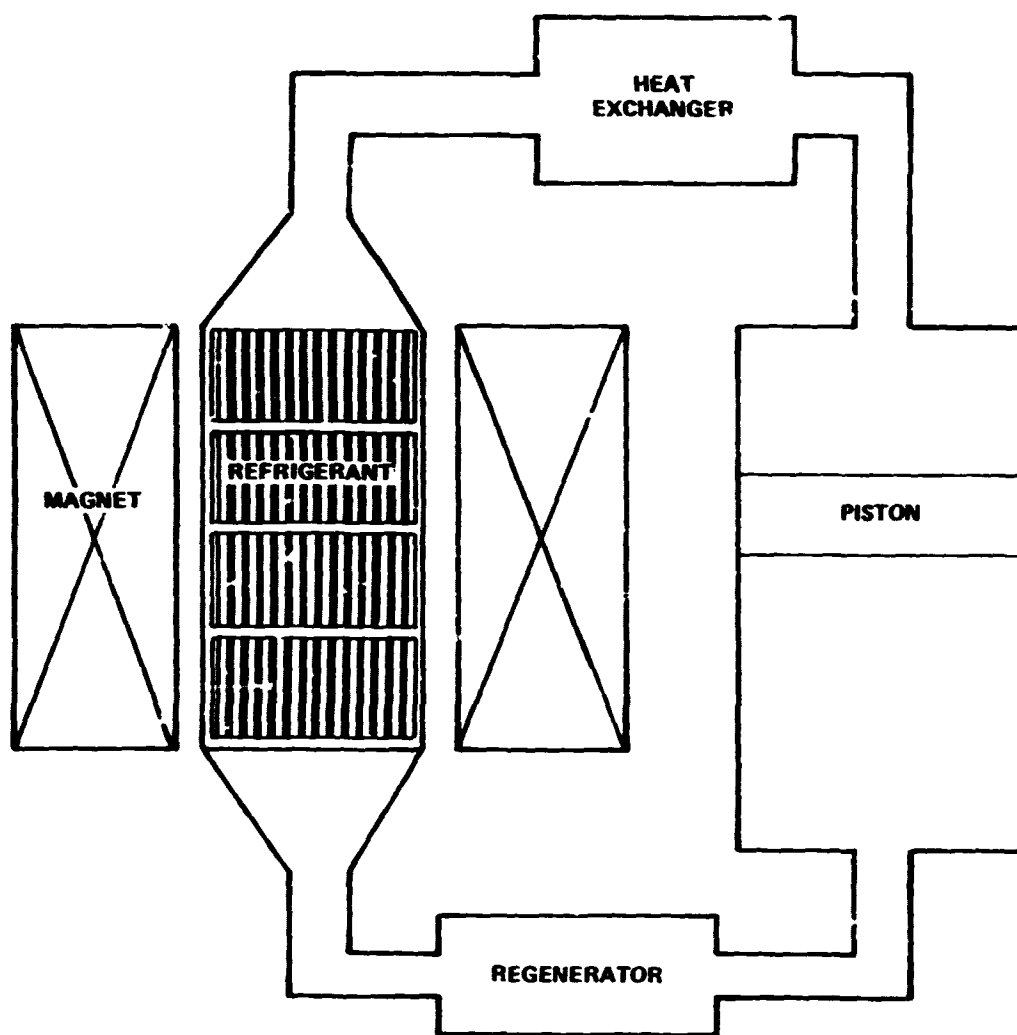 HEAT
EXCHANGER
REFRIGERANT
MAGNET
PISTON
REGENERATOR